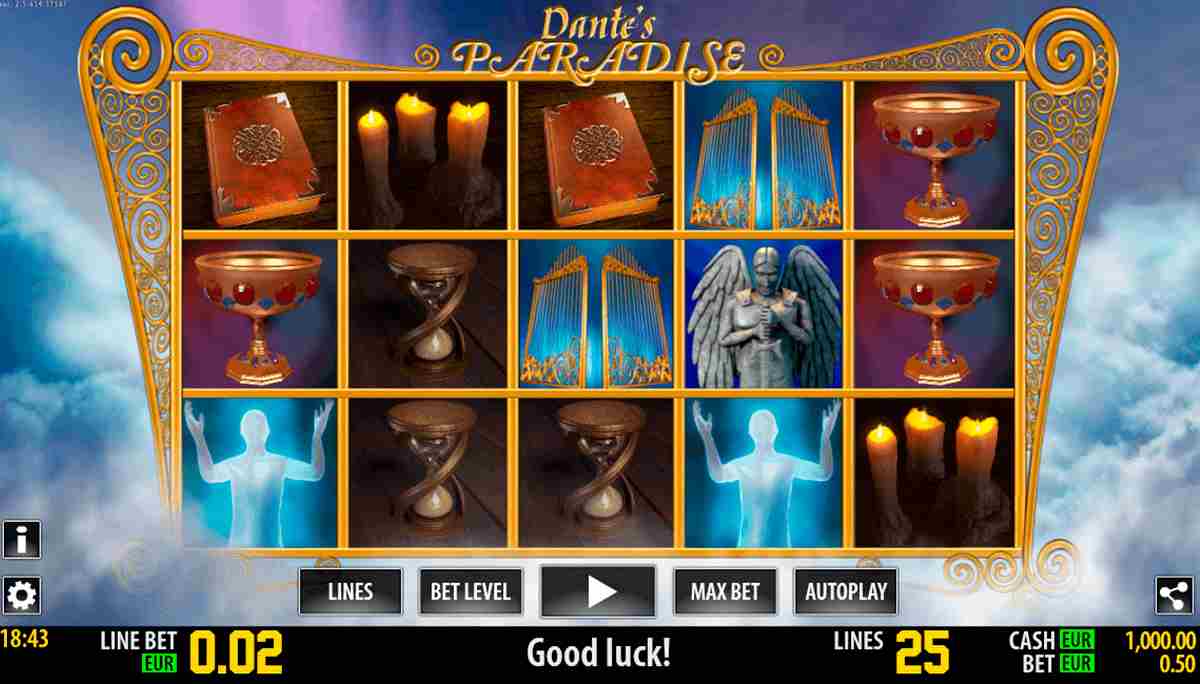 Dante's
PARADISE
LINES
BET LEVEL
MAX BET
AUTOPLAY
18:43
LINE BET
EUR
0.02
Good luck!
LINES
25
CASH EUR 1,000.00
BET EUR 0.50